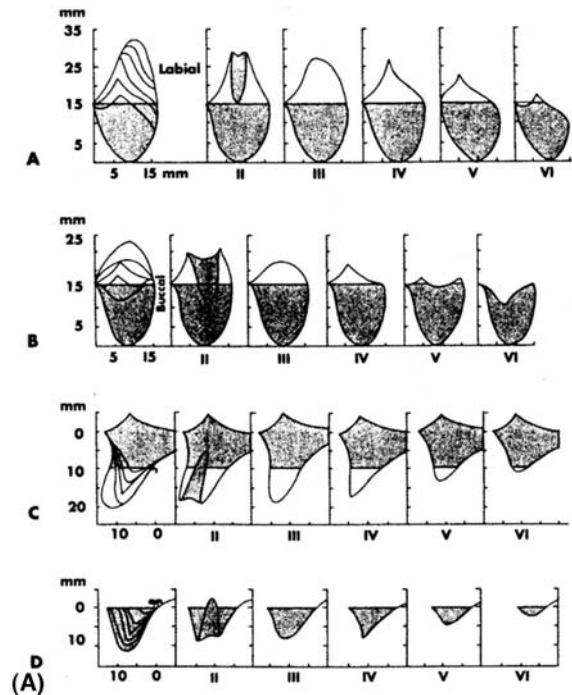 mm
35
25
15
5
Labial
A
5 15 mm II III IV V VI
mm
25
15
5
Buccal
B
5 15 II III IV V VI
mm
0
10
20
C
10 0 II III IV V VI
mm
0
10
D
(A)
10 0 II III IV V VI